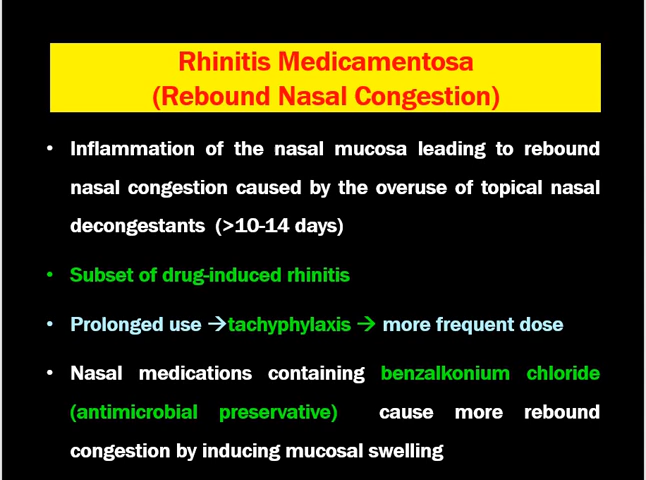 Rhinitis Medicamentosa
(Rebound Nasal Congestion)
• Inflammation of the nasal mucosa leading to rebound
nasal congestion caused by the overuse of topical nasal
decongestants (>10-14 days)
• Subset of drug-induced rhinitis
• Prolonged use →tachyphylaxis → more frequent dose
• Nasal medications containing benzalkonium chloride
(antimicrobial preservative) cause more rebound
congestion by inducing mucosal swelling